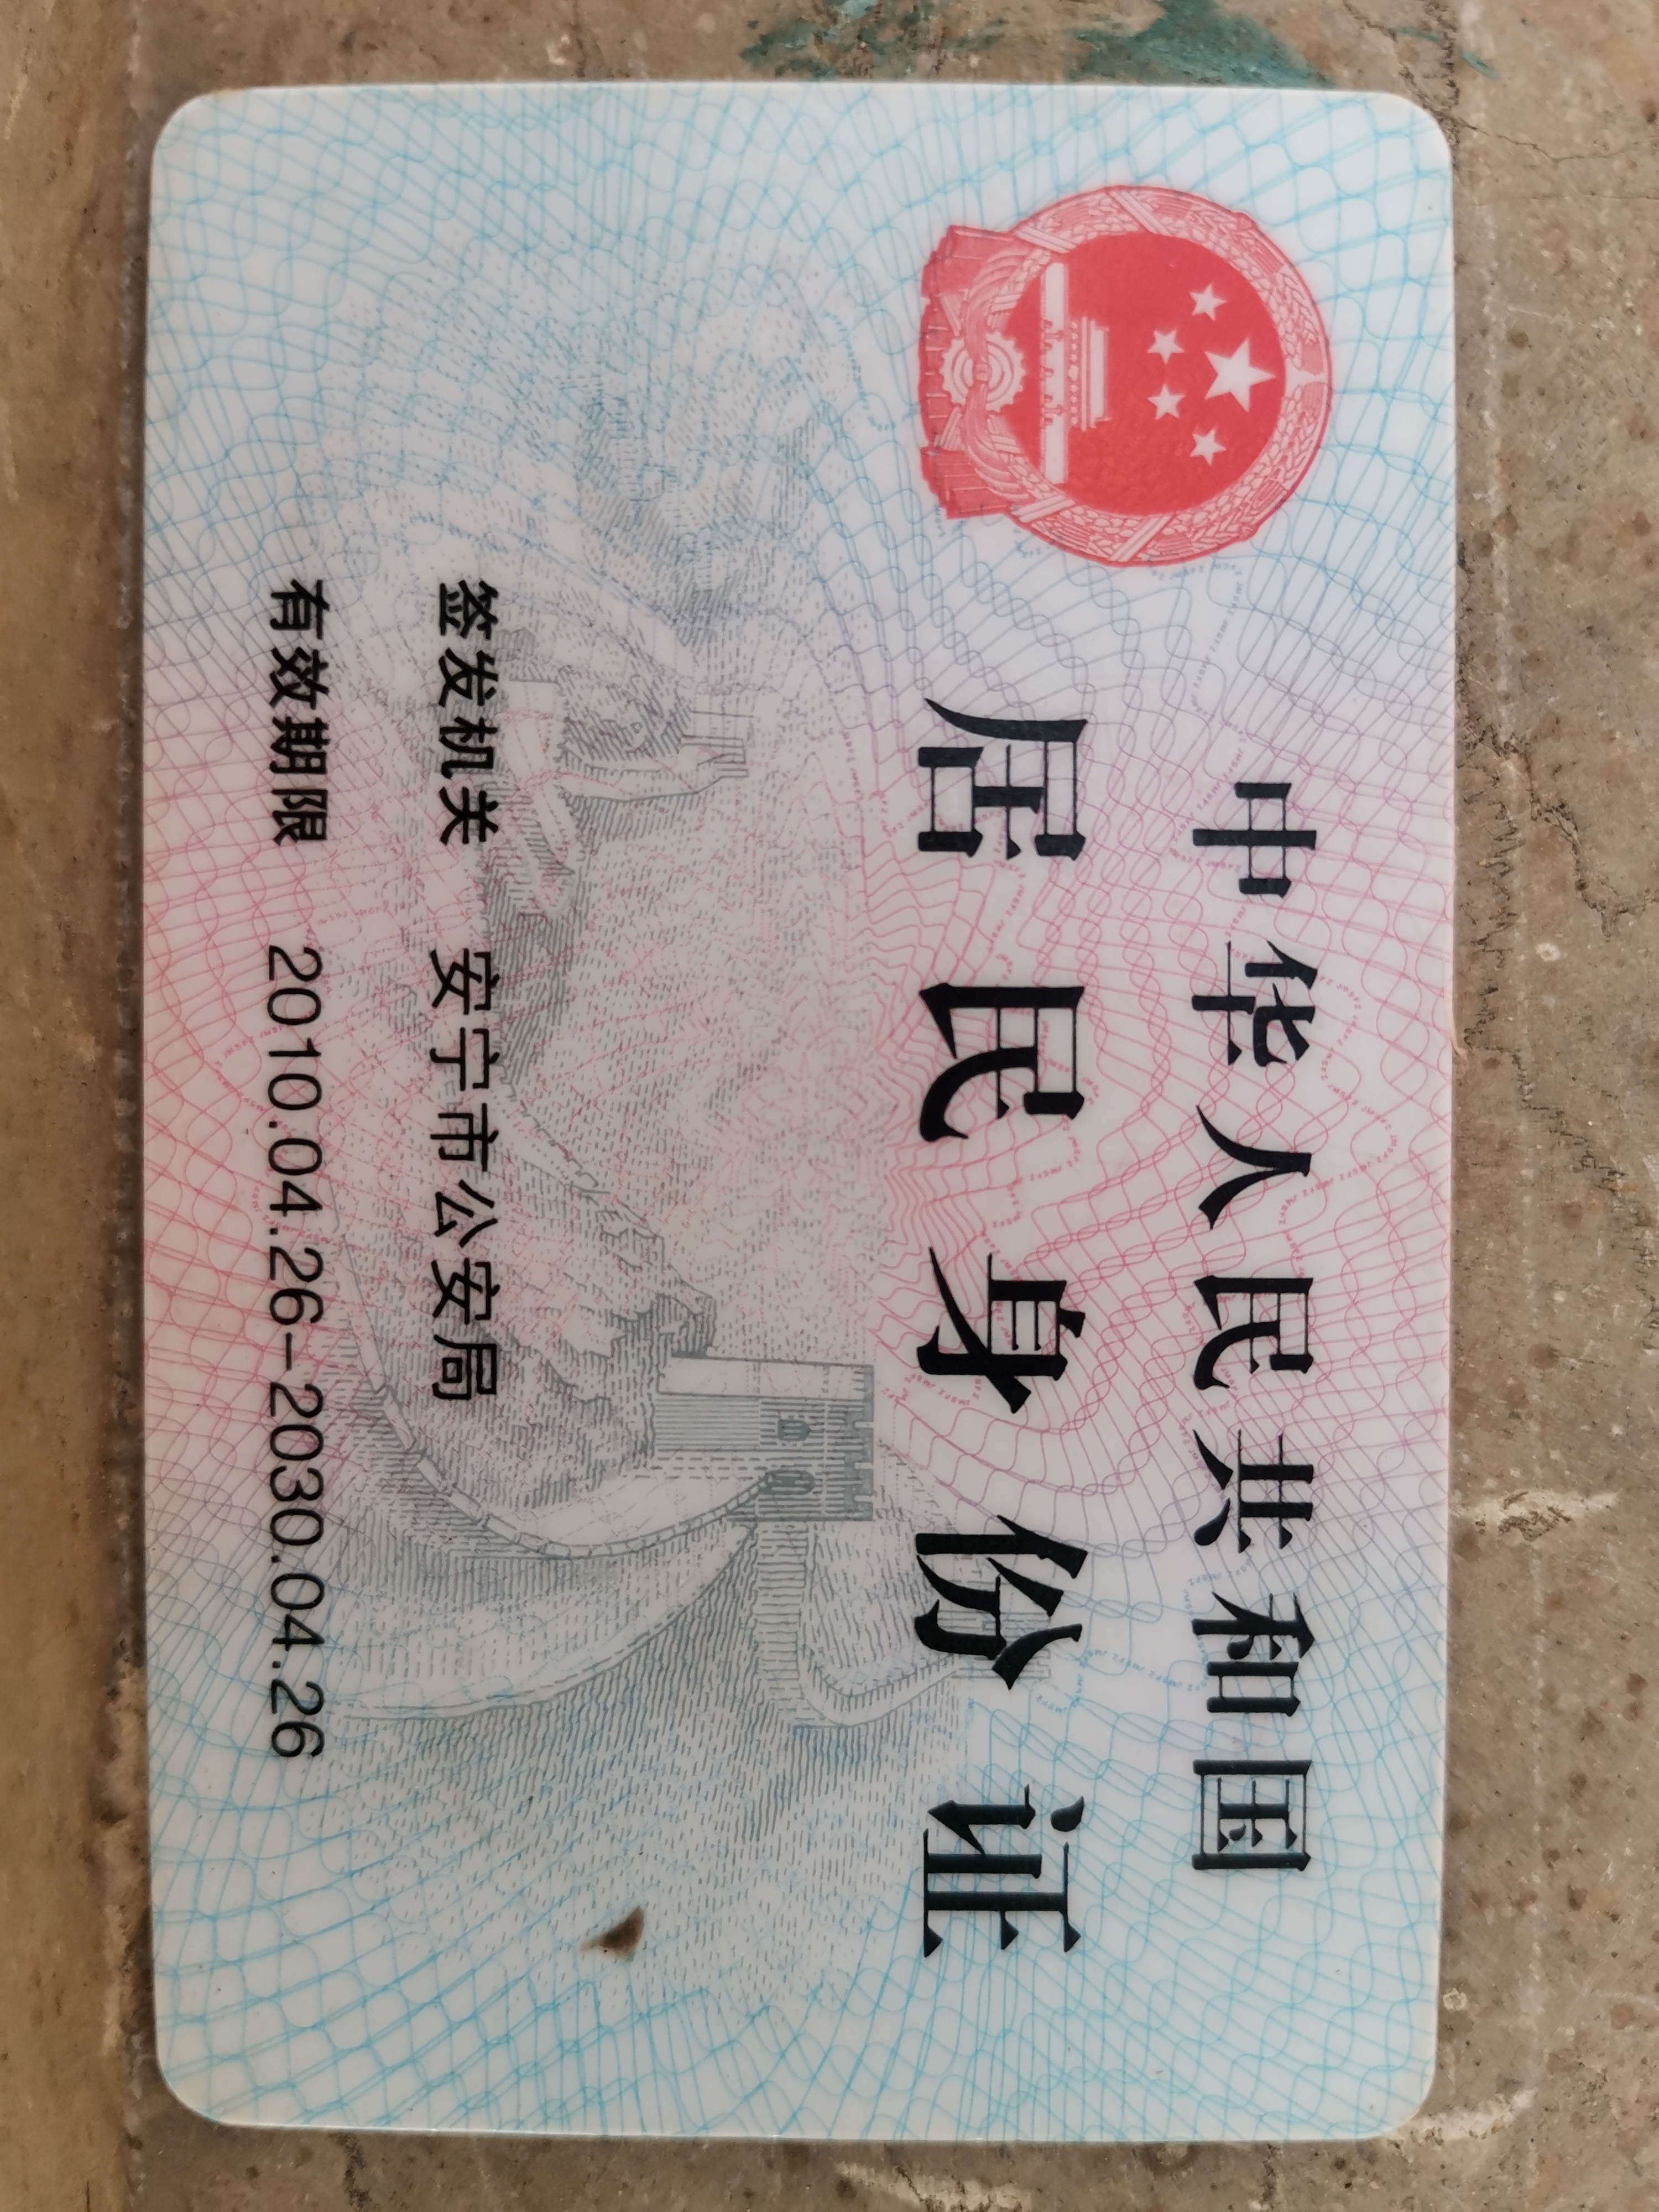 中华人民共和国
居民身份证
签发机关 安宁市公安局
有效期限 2010.04.26-2030.04.26